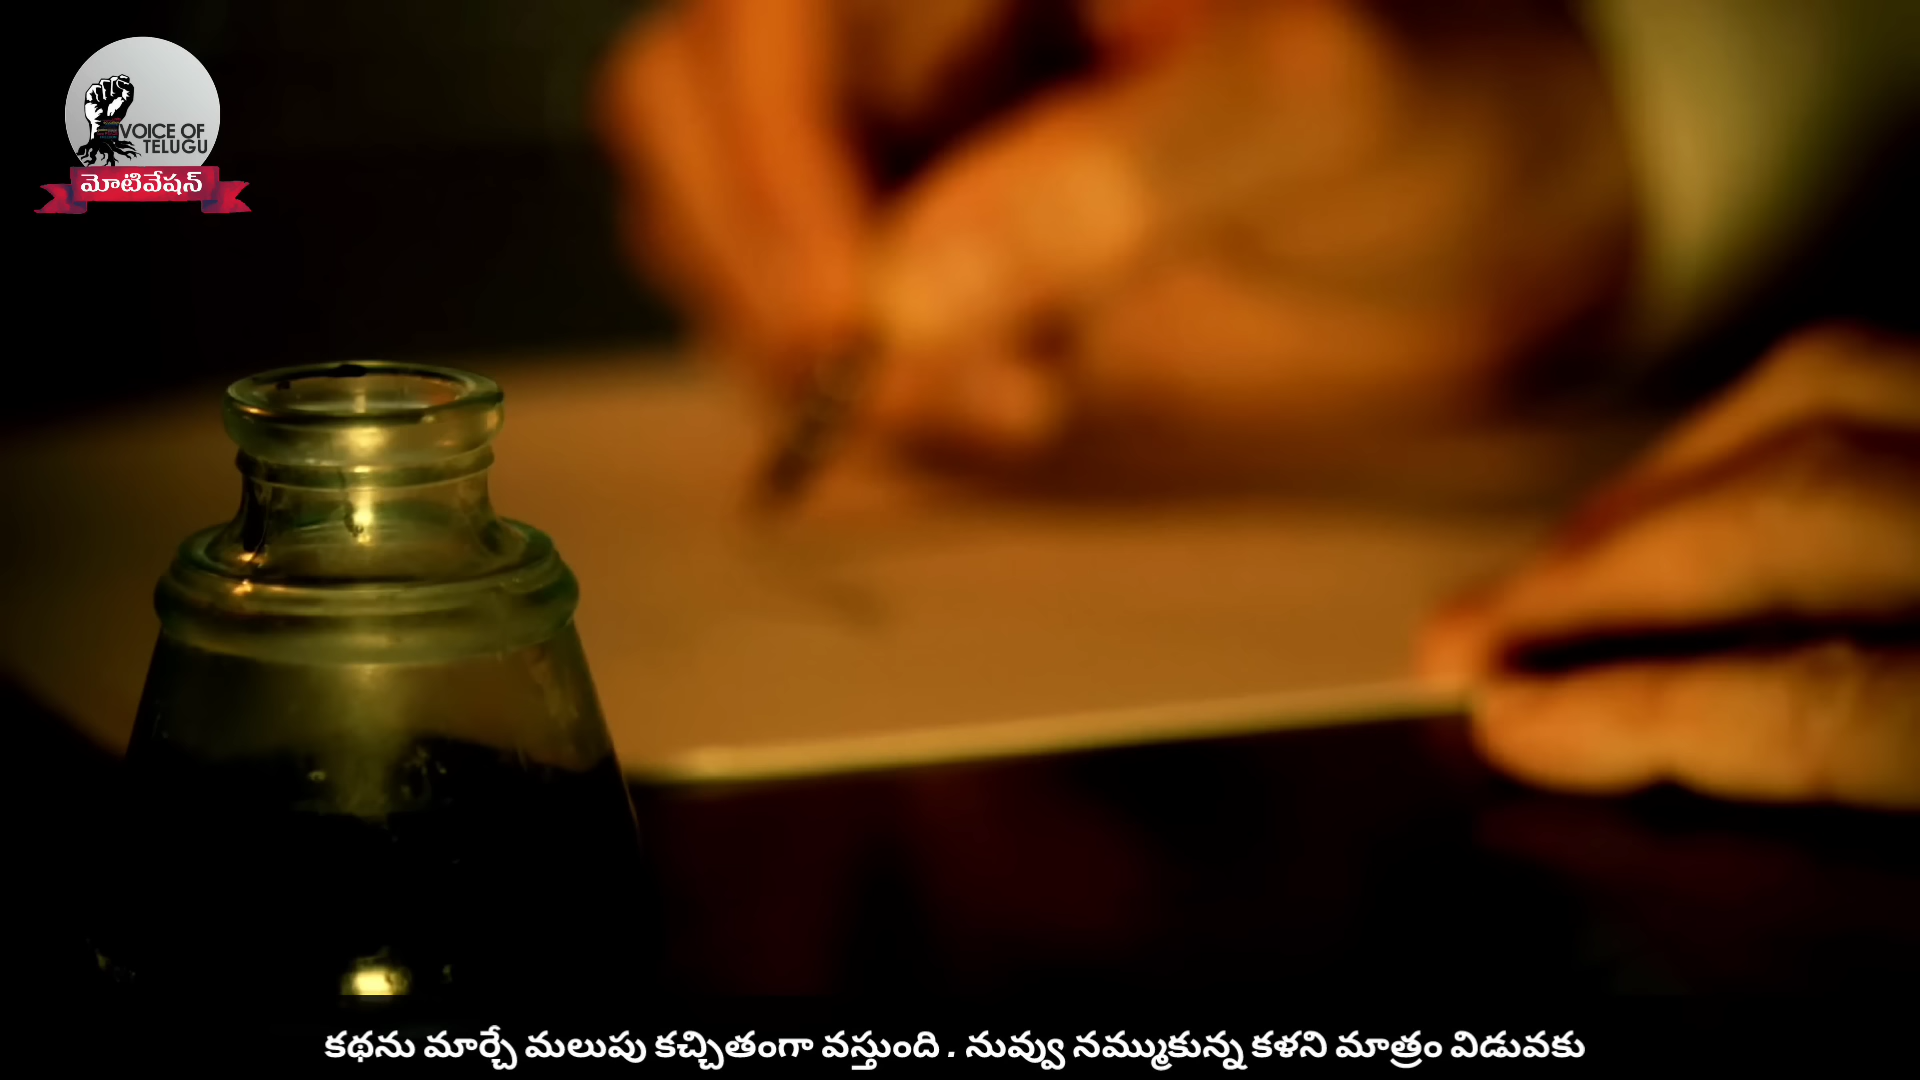 VOICE OF
TELUGU
మోటివేషన్
కథను మార్చే మలుపు కచ్చితంగా వస్తుంది . నువ్వు నమ్ముకున్న కళని మాత్రం విడువకు